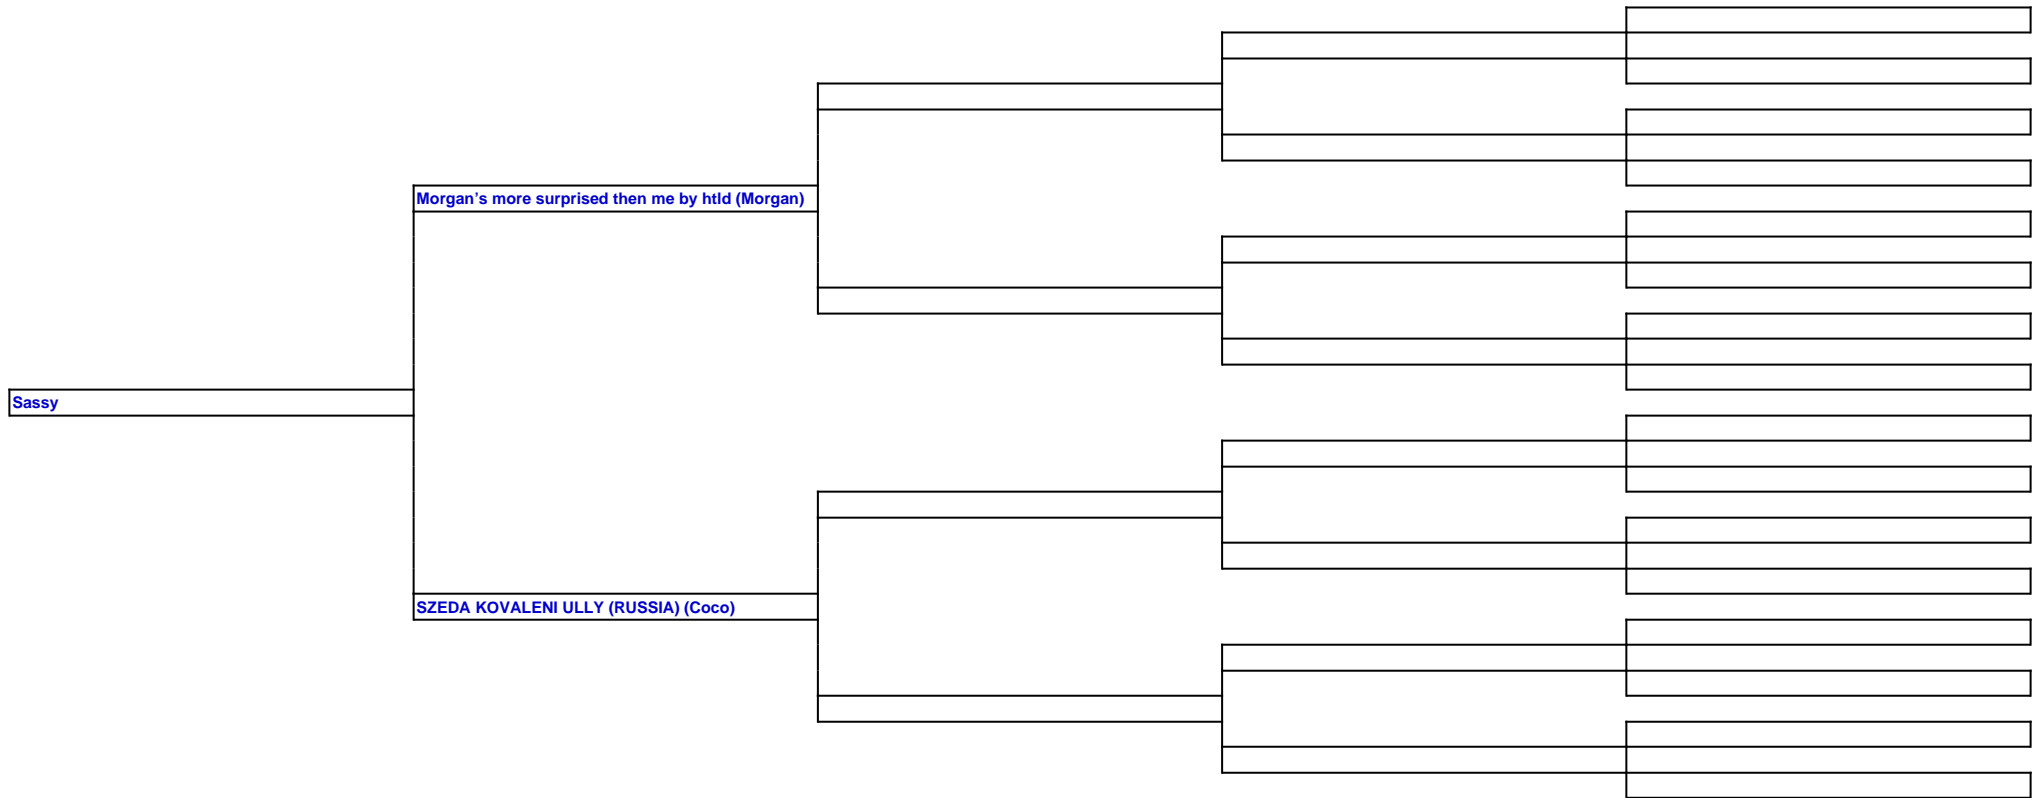 Morgan’s more surprised then me by htld (Morgan)
Sassy
SZEDA KOVALENI ULLY (RUSSIA) (Coco)